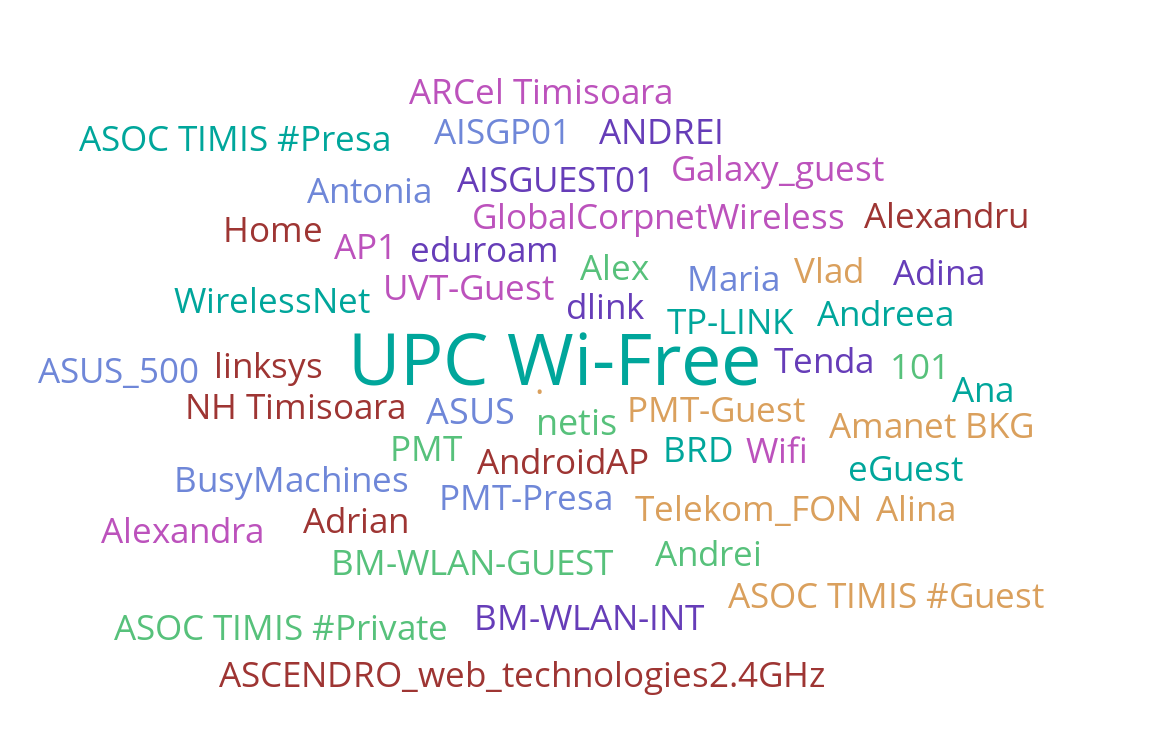 ARCel Timisoara
ASOC TIMIS #Presa
AISGP01
ANDREI
Antonia
AISGUEST01
Galaxy_guest
Home
AP1
GlobalCorpnetWireless
Alexandru
eduroam
Alex
Maria
Vlad
Adina
WirelessNet
UVT-Guest
dlink
TP-LINK
Andreea
ASUS_500
linksys
UPC Wi-Free
Tenda
101
Ana
NH Timisoara
ASUS
.
netis
PMT-Guest
Amanet BKG
PMT
AndroidAP
BRD
Wifi
eGuest
BusyMachines
PMT-Presa
Telekom_FON
Alina
Alexandra
Adrian
BM-WLAN-GUEST
Andrei
ASOC TIMIS #Guest
ASOC TIMIS #Private
BM-WLAN-INT
ASCENDRO_web_technologies2.4GHz